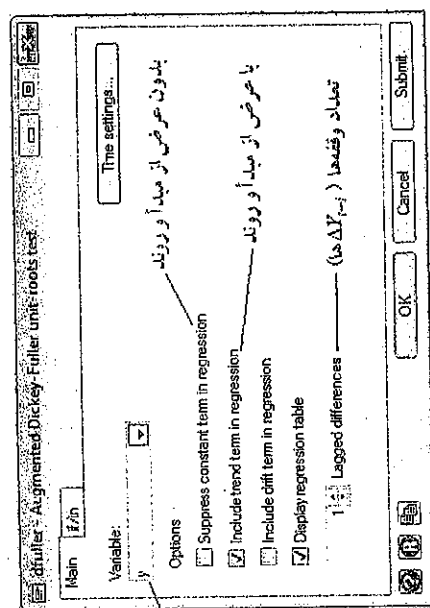 dfuller - Augmented Dickey-Fuller unit-roots test
Main if/in
Variable:
y
Time settings...
Options
Suppress constant term in regression
بدون عرض از مبدأ و روند
Include trend term in regression
با عرض از مبدأ و روند
Include drift term in regression
Display regression table
1 Lagged differences
تعداد وقفه‌ها (ΔYₜ₋ᵢ ها)
OK Cancel Submit